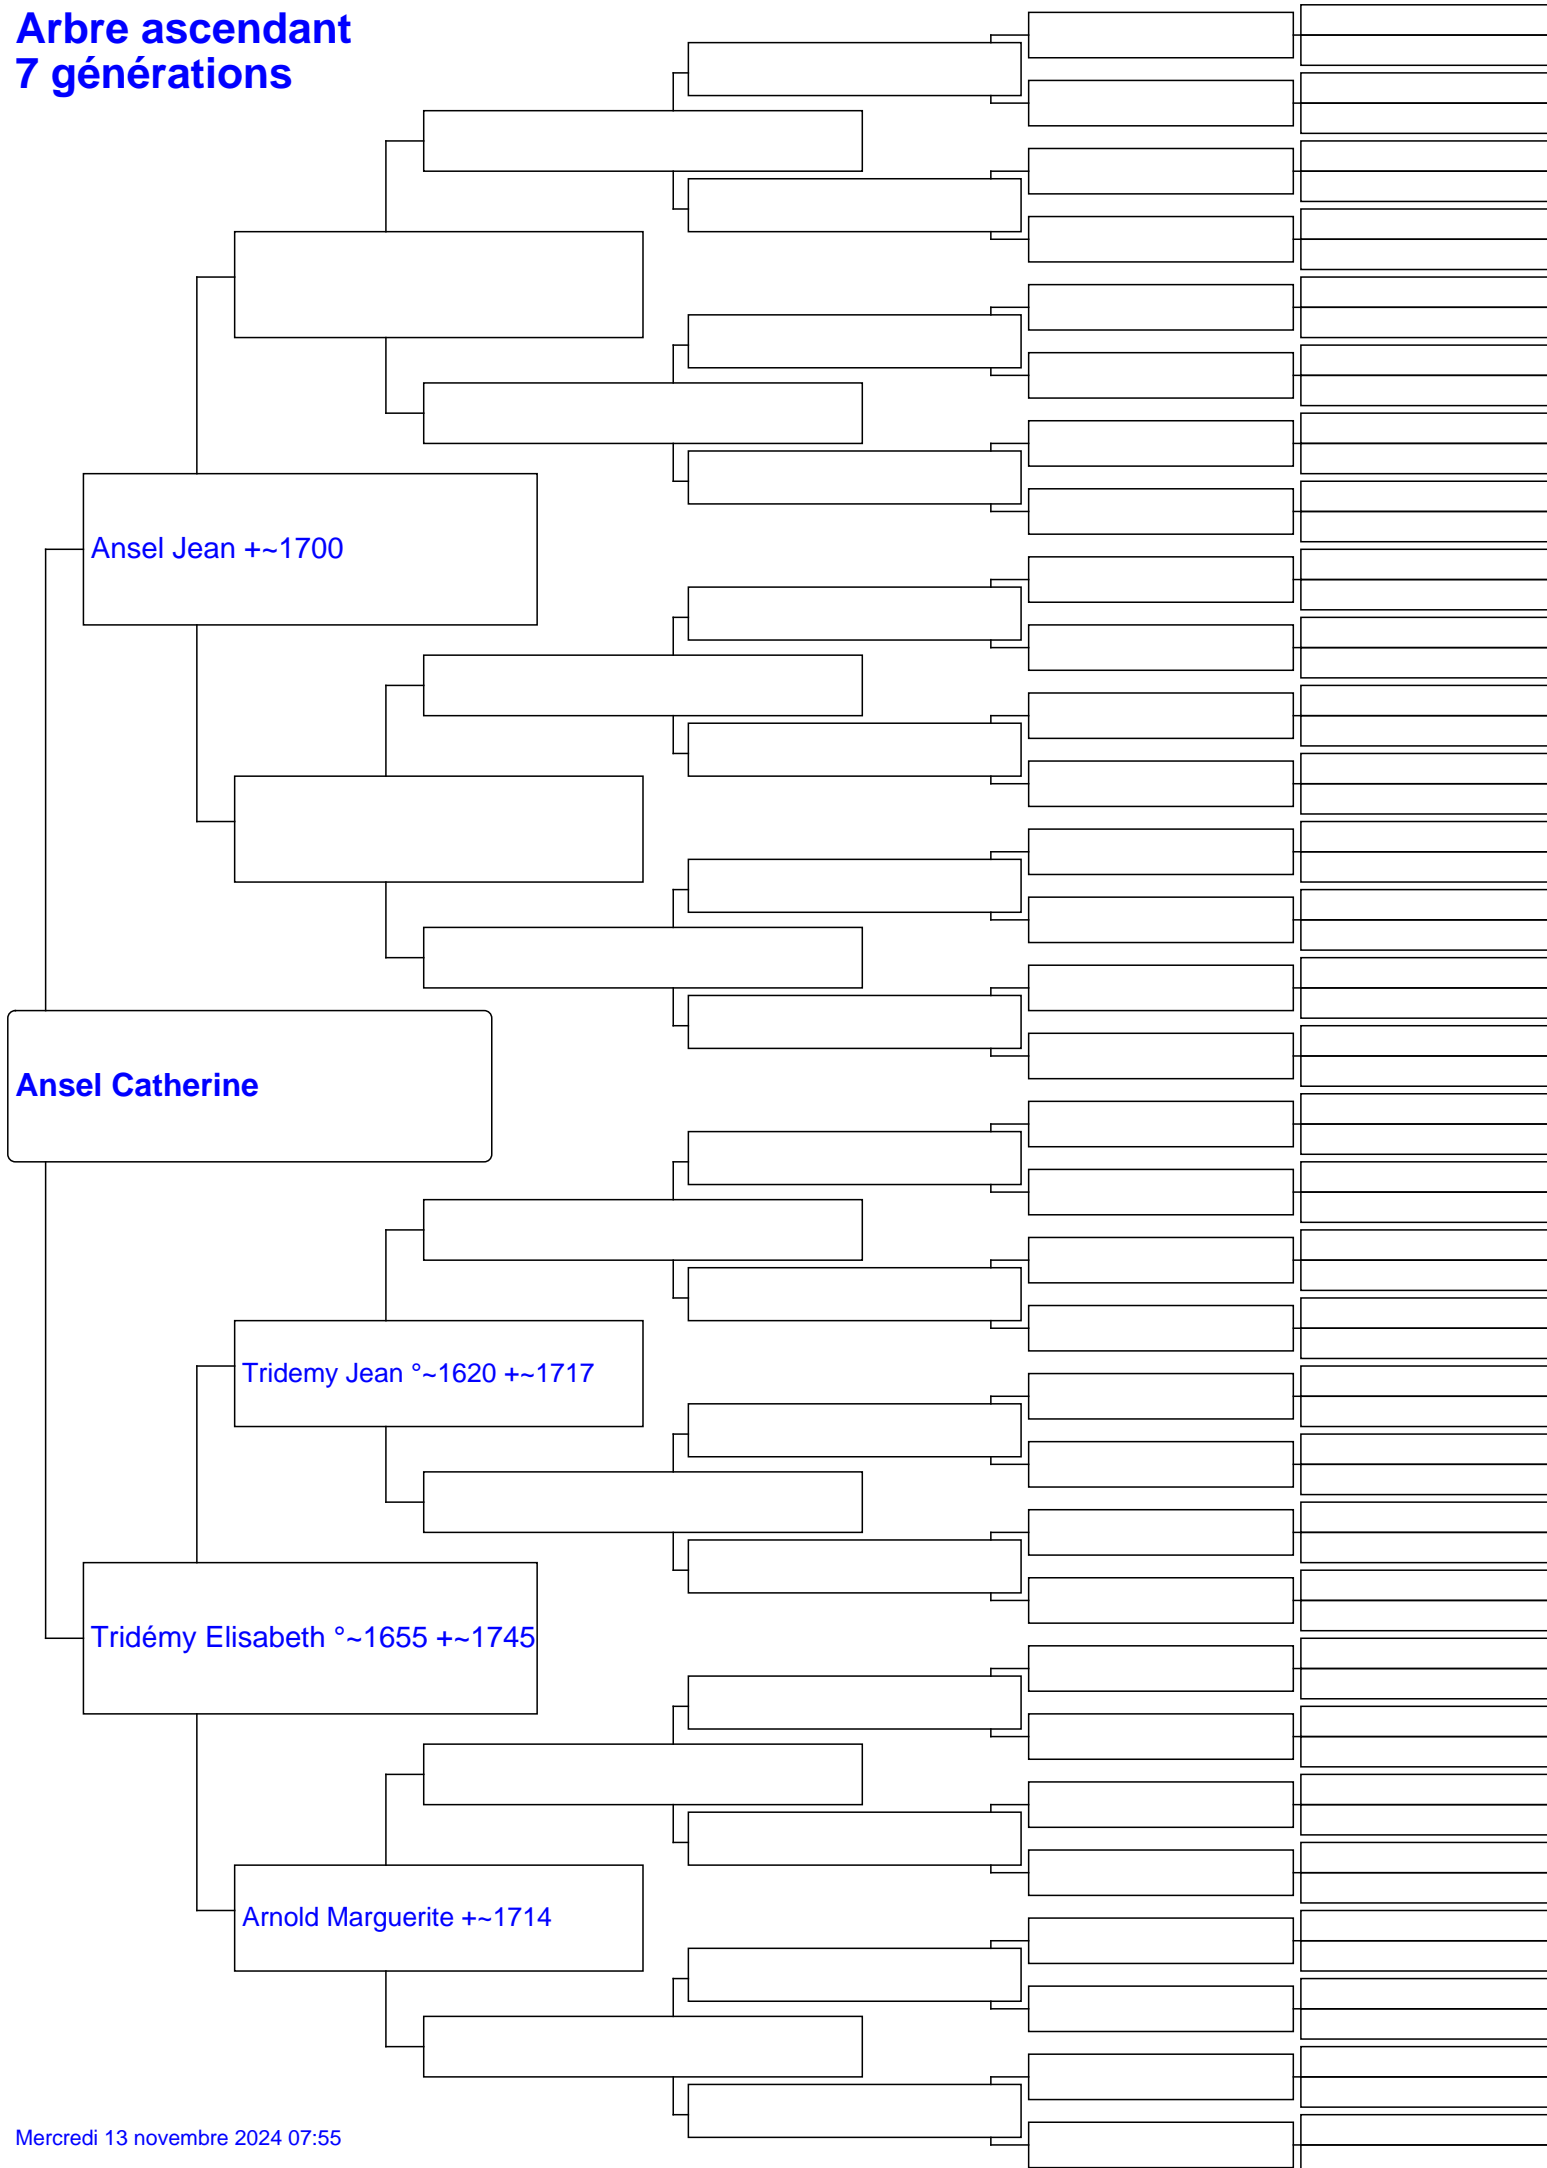 Arbre ascendant
7 générations
Ansel Jean +~1700
Ansel Catherine
Tridemy Jean °~1620 +~1717
Tridémy Elisabeth °~1655 +~1745
Arnold Marguerite +~1714
Mercredi 13 novembre 2024 07:55